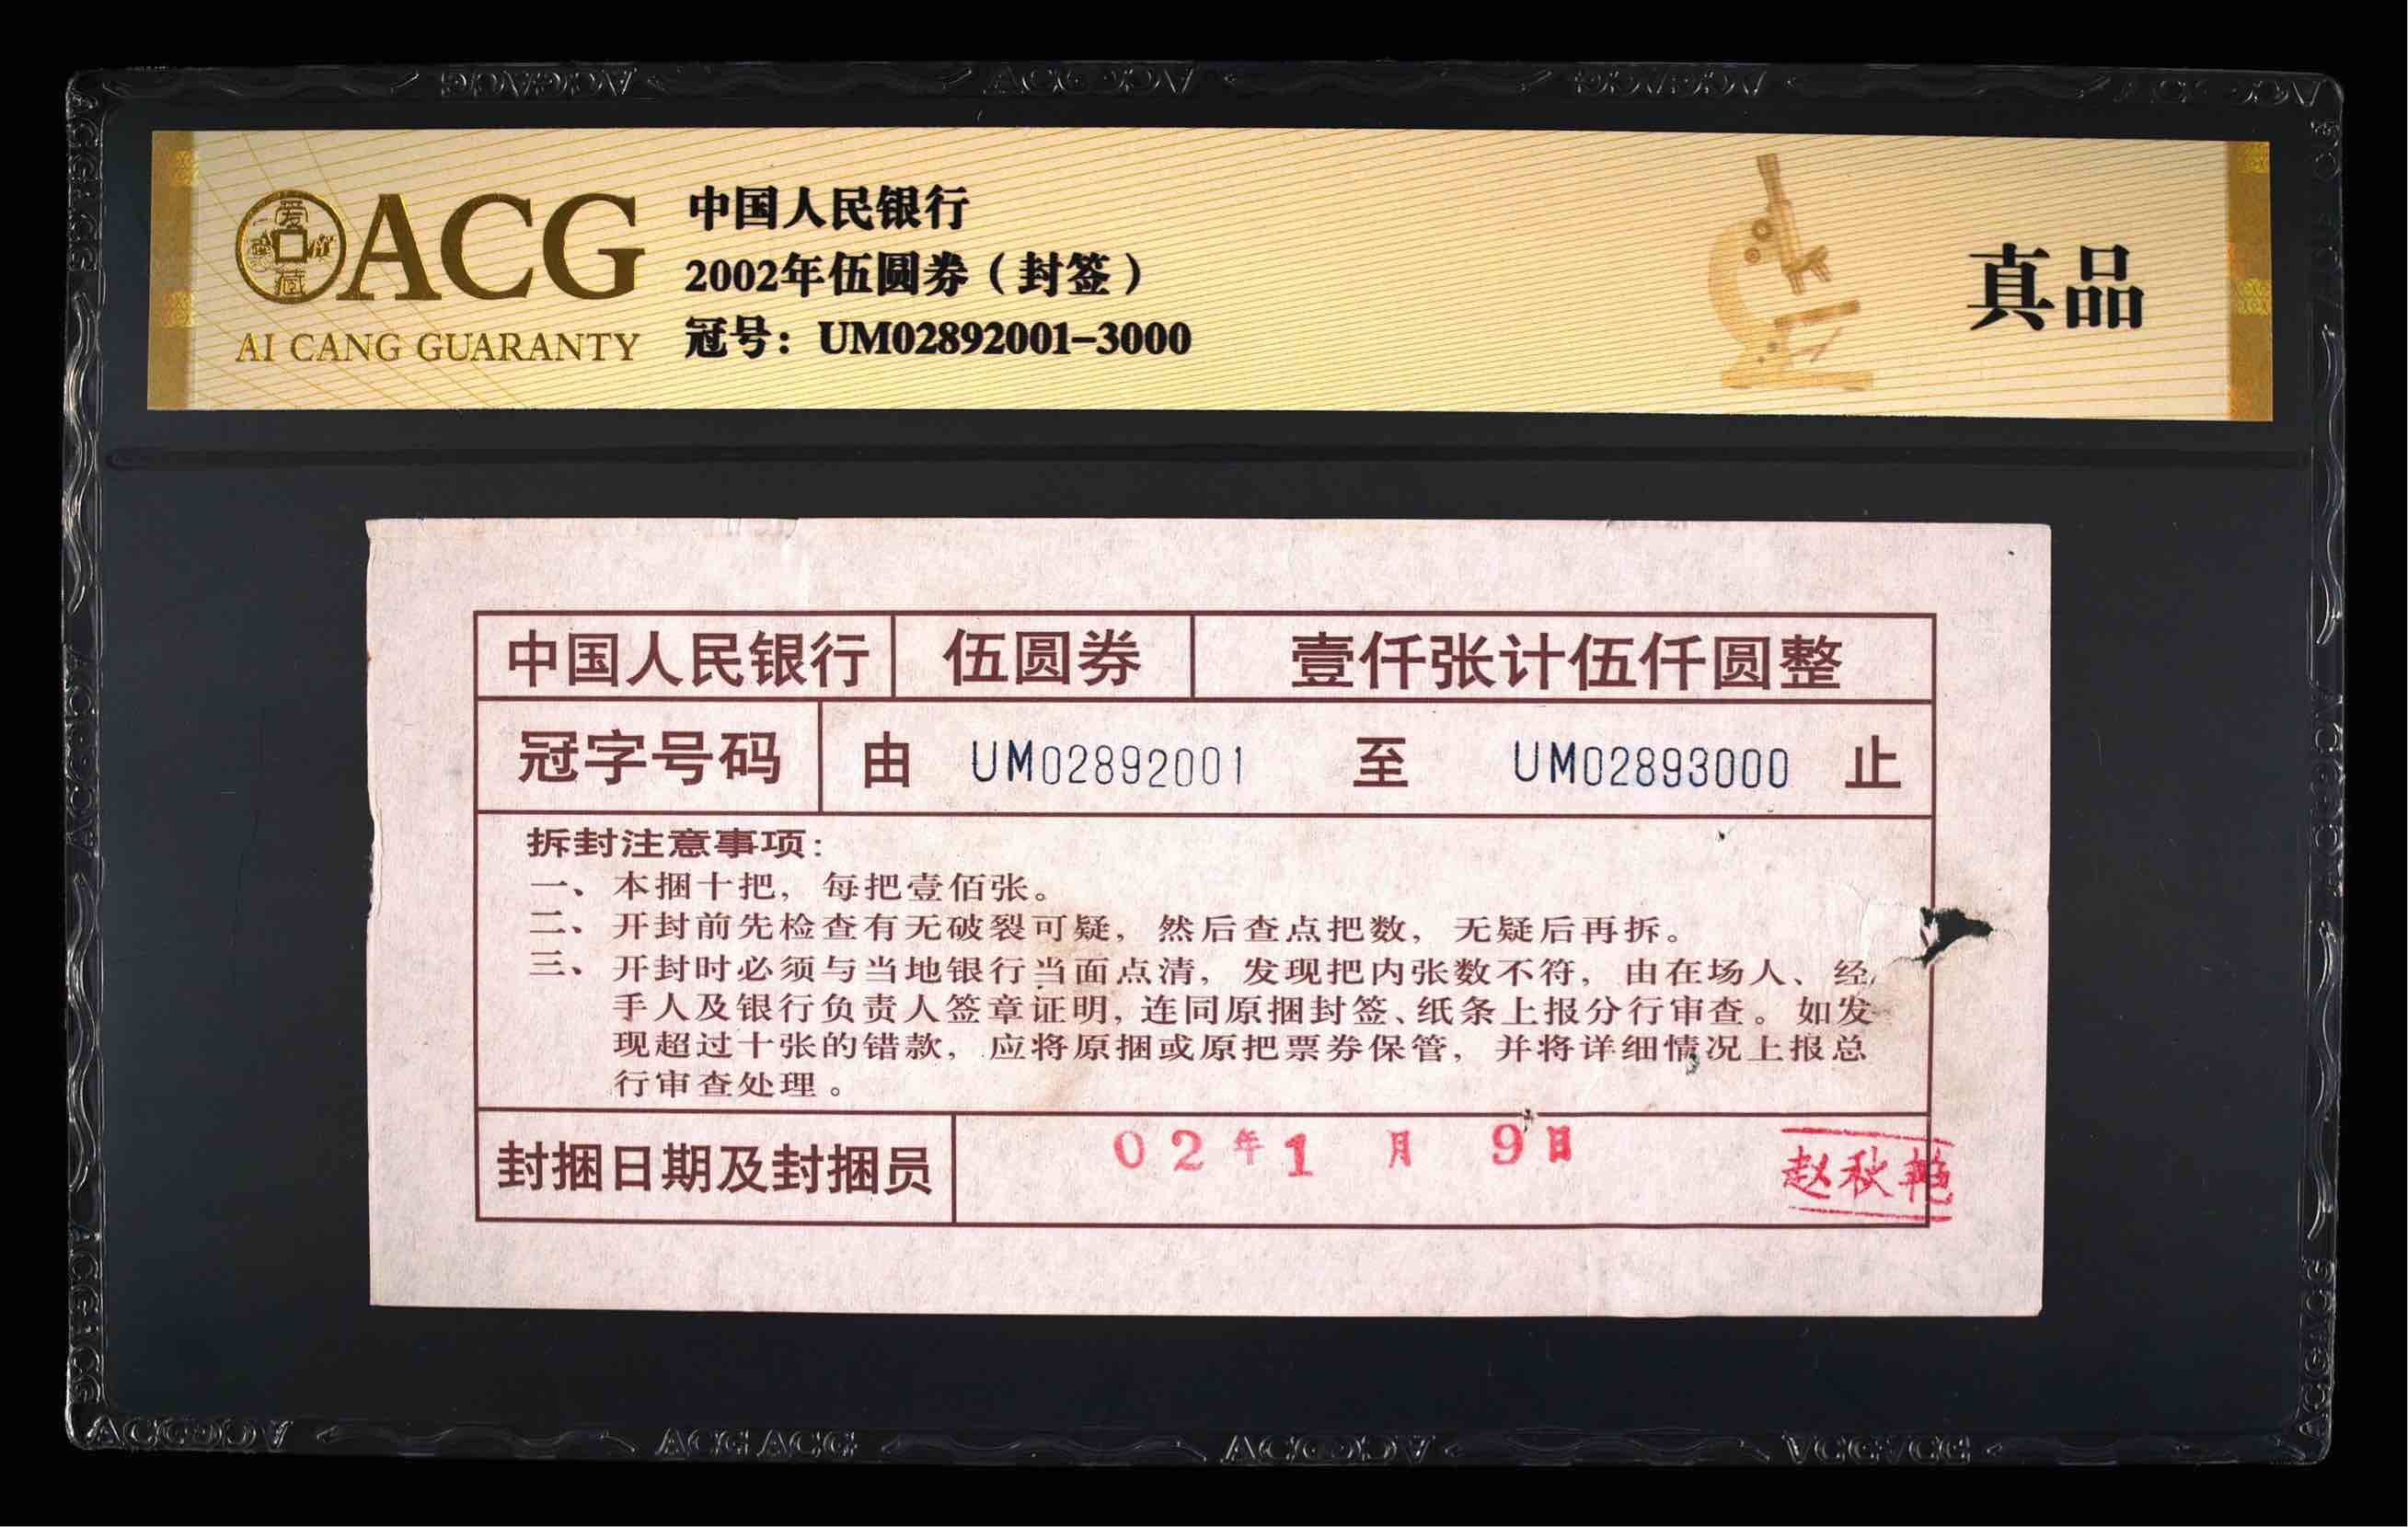 爱藏
ACG
AI CANG GUARANTY
中国人民银行
2002年伍圆券（封签）
冠号：UM02892001-3000
真品
中国人民银行 伍圆券 壹仟张计伍仟圆整
冠字号码 由 UM02892001 至 UM02893000 止
拆封注意事项：
一、本捆十把，每把壹佰张。
二、开封前先检查有无破裂可疑，然后查点把数，无疑后再拆。
三、开封时必须与当地银行当面点清，发现把内张数不符，由在场人、经
手人及银行负责人签章证明，连同原捆封签、纸条上报分行审查。如发
现超过十张的错款，应将原捆或原把票券保管，并将详细情况上报总
行审查处理。
封捆日期及封捆员 02年1月9日 赵秋艳